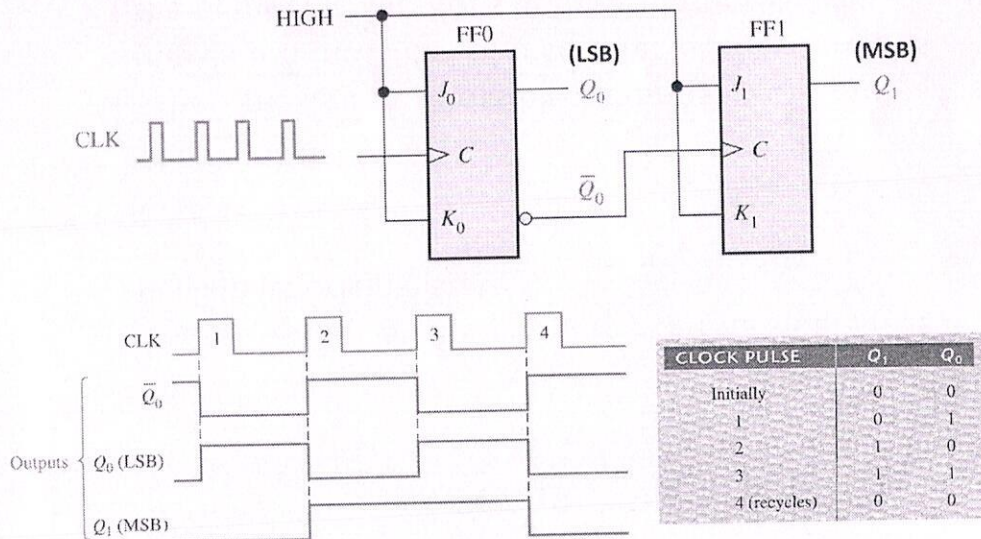 HIGH
FF0
FF1
(LSB)
(MSB)
J₀
Q₀
J₁
Q₁
CLK
C
C
Q̅₀
K₀
K₁
CLK
1
2
3
4
Q̅₀
Outputs
Q₀ (LSB)
Q₁ (MSB)
CLOCK PULSE Q₁ Q₀
Initially 0 0
1 0 1
2 1 0
3 1 1
4 (recycles) 0 0